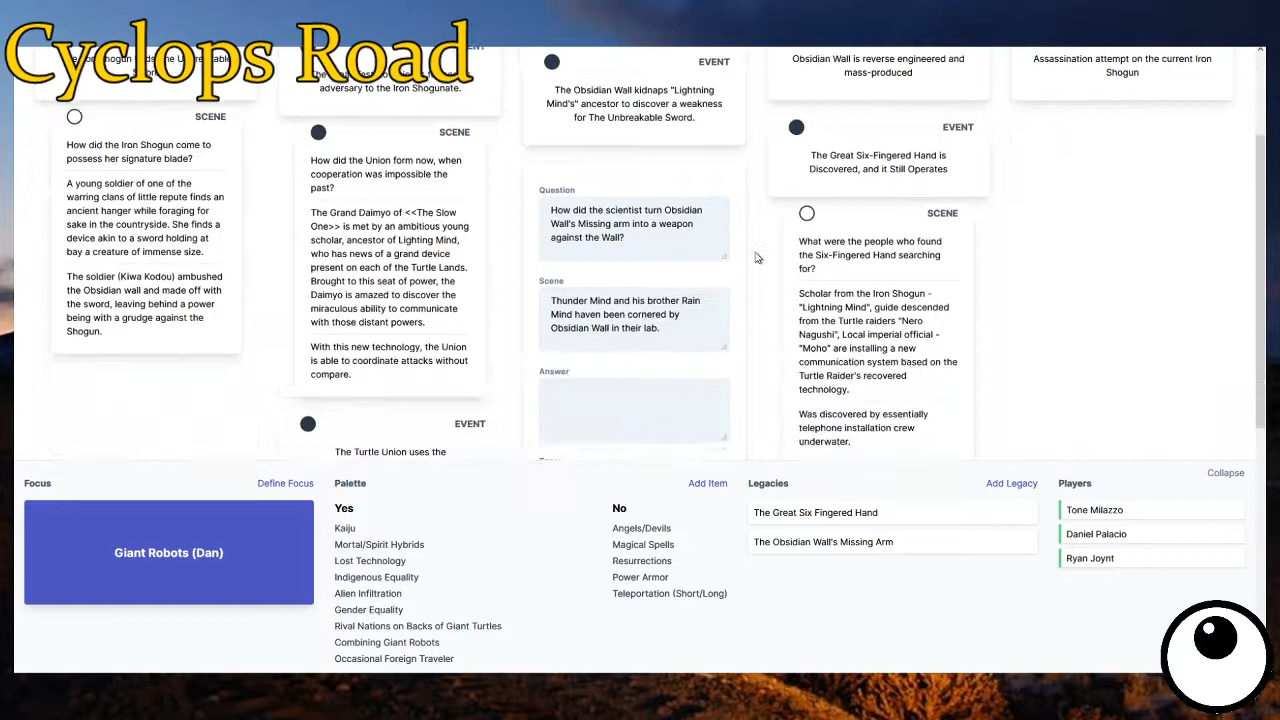 Cyclops Road
EVENT
adversary to the Iron Shogunate.
SCENE
How did the Iron Shogun come to
possess her signature blade?
A young soldier of one of the
warring clans of little repute finds an
ancient hanger while foraging for
sake in the countryside. She finds a
device akin to a sword holding at
bay a creature of immense size.
The soldier (Kiwa Kodou) ambushed
the Obsidian wall and made off with
the sword, leaving behind a power
being with a grudge against the
Shogun.
SCENE
How did the Union form now, when
cooperation was impossible the
past?
The Grand Daimyo of <<The Slow
One>> is met by an ambitious young
scholar, ancestor of Lighting Mind,
who has news of a grand device
present on each of the Turtle Lands.
Brought to this seat of power, the
Daimyo is amazed to discover the
miraculous ability to communicate
with those distant powers.
With this new technology, the Union
is able to coordinate attacks without
compare.
EVENT
The Turtle Union uses the
EVENT
The Obsidian Wall kidnaps "Lightning
Mind's" ancestor to discover a weakness
for The Unbreakable Sword.
Question
How did the scientist turn Obsidian
Wall's Missing arm into a weapon
against the Wall?
Scene
Thunder Mind and his brother Rain
Mind haven been cornered by
Obsidian Wall in their lab.
Answer
Obsidian Wall is reverse engineered and
mass-produced
EVENT
The Great Six-Fingered Hand is
Discovered, and it Still Operates
SCENE
What were the people who found
the Six-Fingered Hand searching
for?
Scholar from the Iron Shogun -
"Lightning Mind", guide descended
from the Turtle raiders "Nero
Nagushi", Local imperial official -
"Moho" are installing a new
communication system based on the
Turtle Raider's recovered
technology.
Was discovered by essentially
telephone installation crew
underwater.
Assassination attempt on the current Iron
Shogun
Collapse
Focus
Define Focus
Giant Robots (Dan)
Palette
Add Item
Yes
Kaiju
Mortal/Spirit Hybrids
Lost Technology
Indigenous Equality
Alien Infiltration
Gender Equality
Rival Nations on Backs of Giant Turtles
Combining Giant Robots
Occasional Foreign Traveler
No
Angels/Devils
Magical Spells
Resurrections
Power Armor
Teleportation (Short/Long)
Legacies
Add Legacy
The Great Six Fingered Hand
The Obsidian Wall's Missing Arm
Players
Tone Milazzo
Daniel Palacio
Ryan Joynt